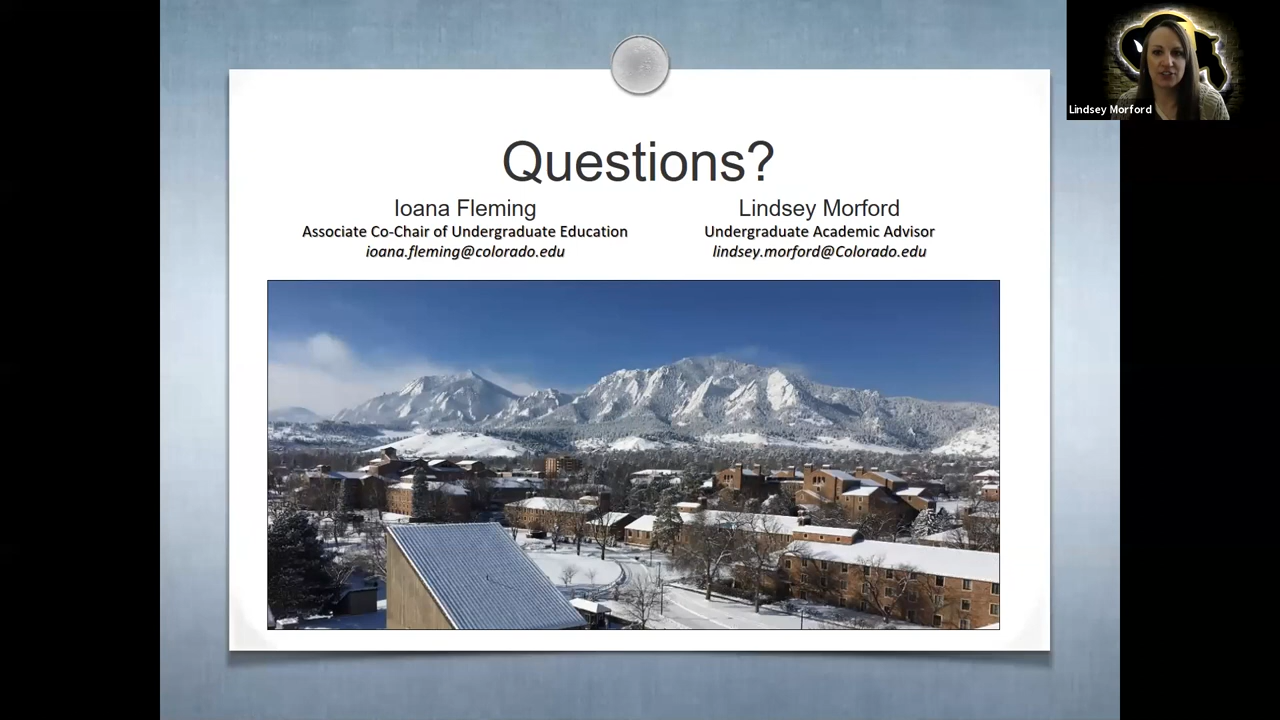 Questions?
Ioana Fleming
Associate Co-Chair of Undergraduate Education
ioana.fleming@colorado.edu
Lindsey Morford
Undergraduate Academic Advisor
lindsey.morford@Colorado.edu
Lindsey Morford